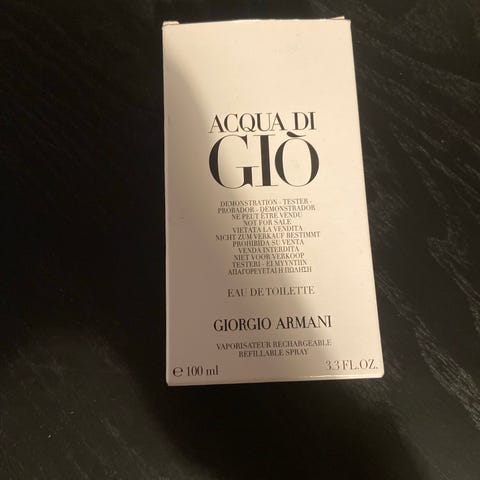 ACQUA DI
GIÒ
DEMONSTRATION - TESTER -
PROBADOR - DEMONSTRADOR
NE PEUT ÊTRE VENDU
NOT FOR SALE
VIETATA LA VENDITA
NICHT ZUM VERKAUF BESTIMMT
PROHIBIDA SU VENTA
VENDA INTERDITA
NIET VOOR VERKOOP
TESTERI - EI MYYNTIIN
ΑΠΑΓΟΡΕΥΕΤΑΙ Η ΠΩΛΗΣΗ
EAU DE TOILETTE
GIORGIO ARMANI
VAPORISATEUR RECHARGEABLE
REFILLABLE SPRAY
℮ 100 ml 3.3 FL.OZ.